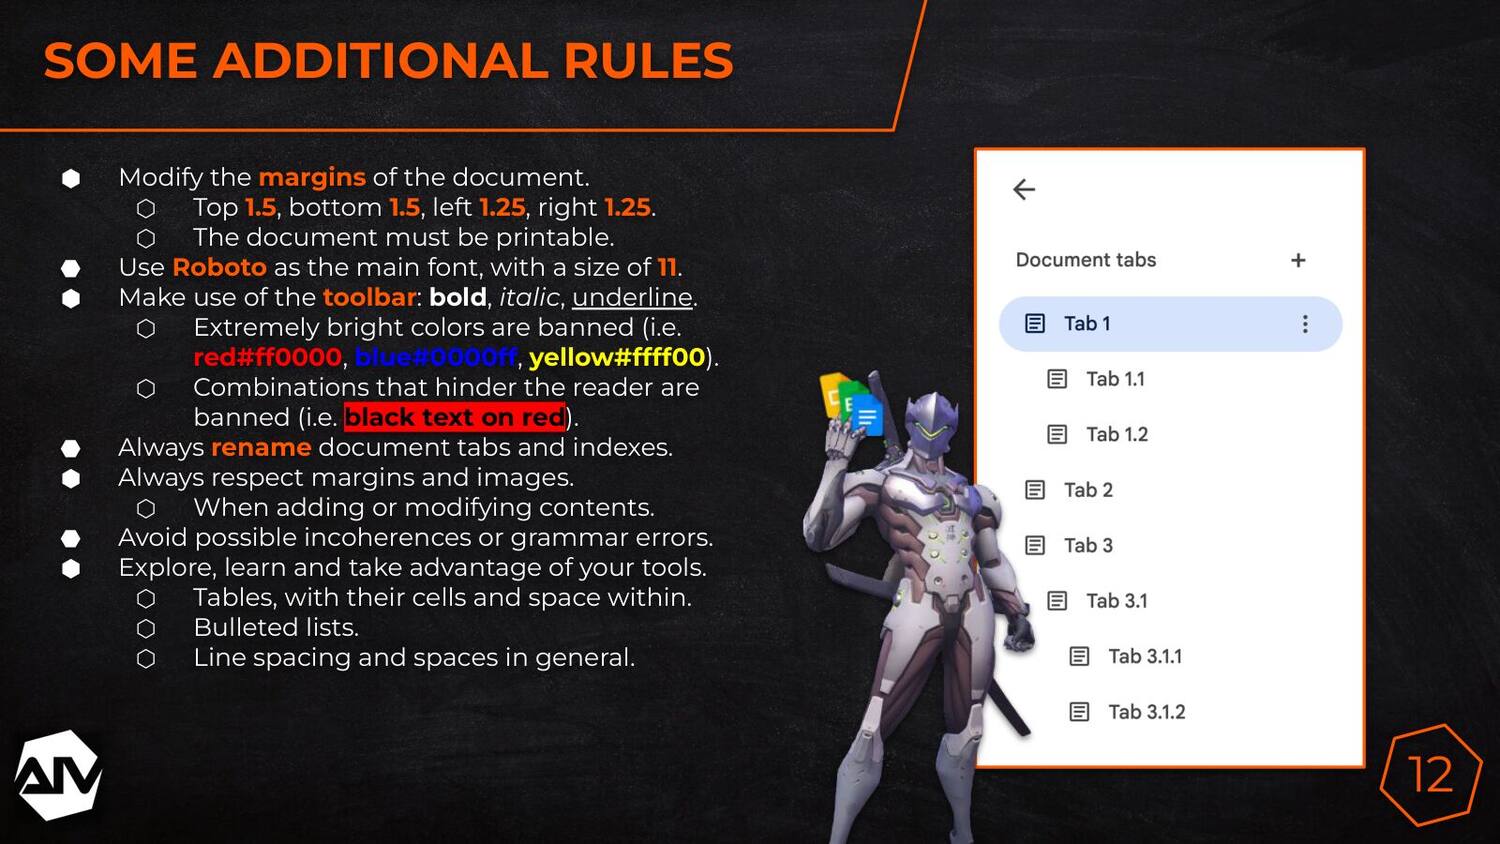 SOME ADDITIONAL RULES
Modify the margins of the document.
Top 1.5, bottom 1.5, left 1.25, right 1.25.
The document must be printable.
Use Roboto as the main font, with a size of 11.
Make use of the toolbar: bold, italic, underline.
Extremely bright colors are banned (i.e.
red#ff0000, blue#0000ff, yellow#ffff00).
Combinations that hinder the reader are
banned (i.e. black text on red).
Always rename document tabs and indexes.
Always respect margins and images.
When adding or modifying contents.
Avoid possible incoherences or grammar errors.
Explore, learn and take advantage of your tools.
Tables, with their cells and space within.
Bulleted lists.
Line spacing and spaces in general.
Document tabs
Tab 1
Tab 1.1
Tab 1.2
Tab 2
Tab 3
Tab 3.1
Tab 3.1.1
Tab 3.1.2
AIV
12